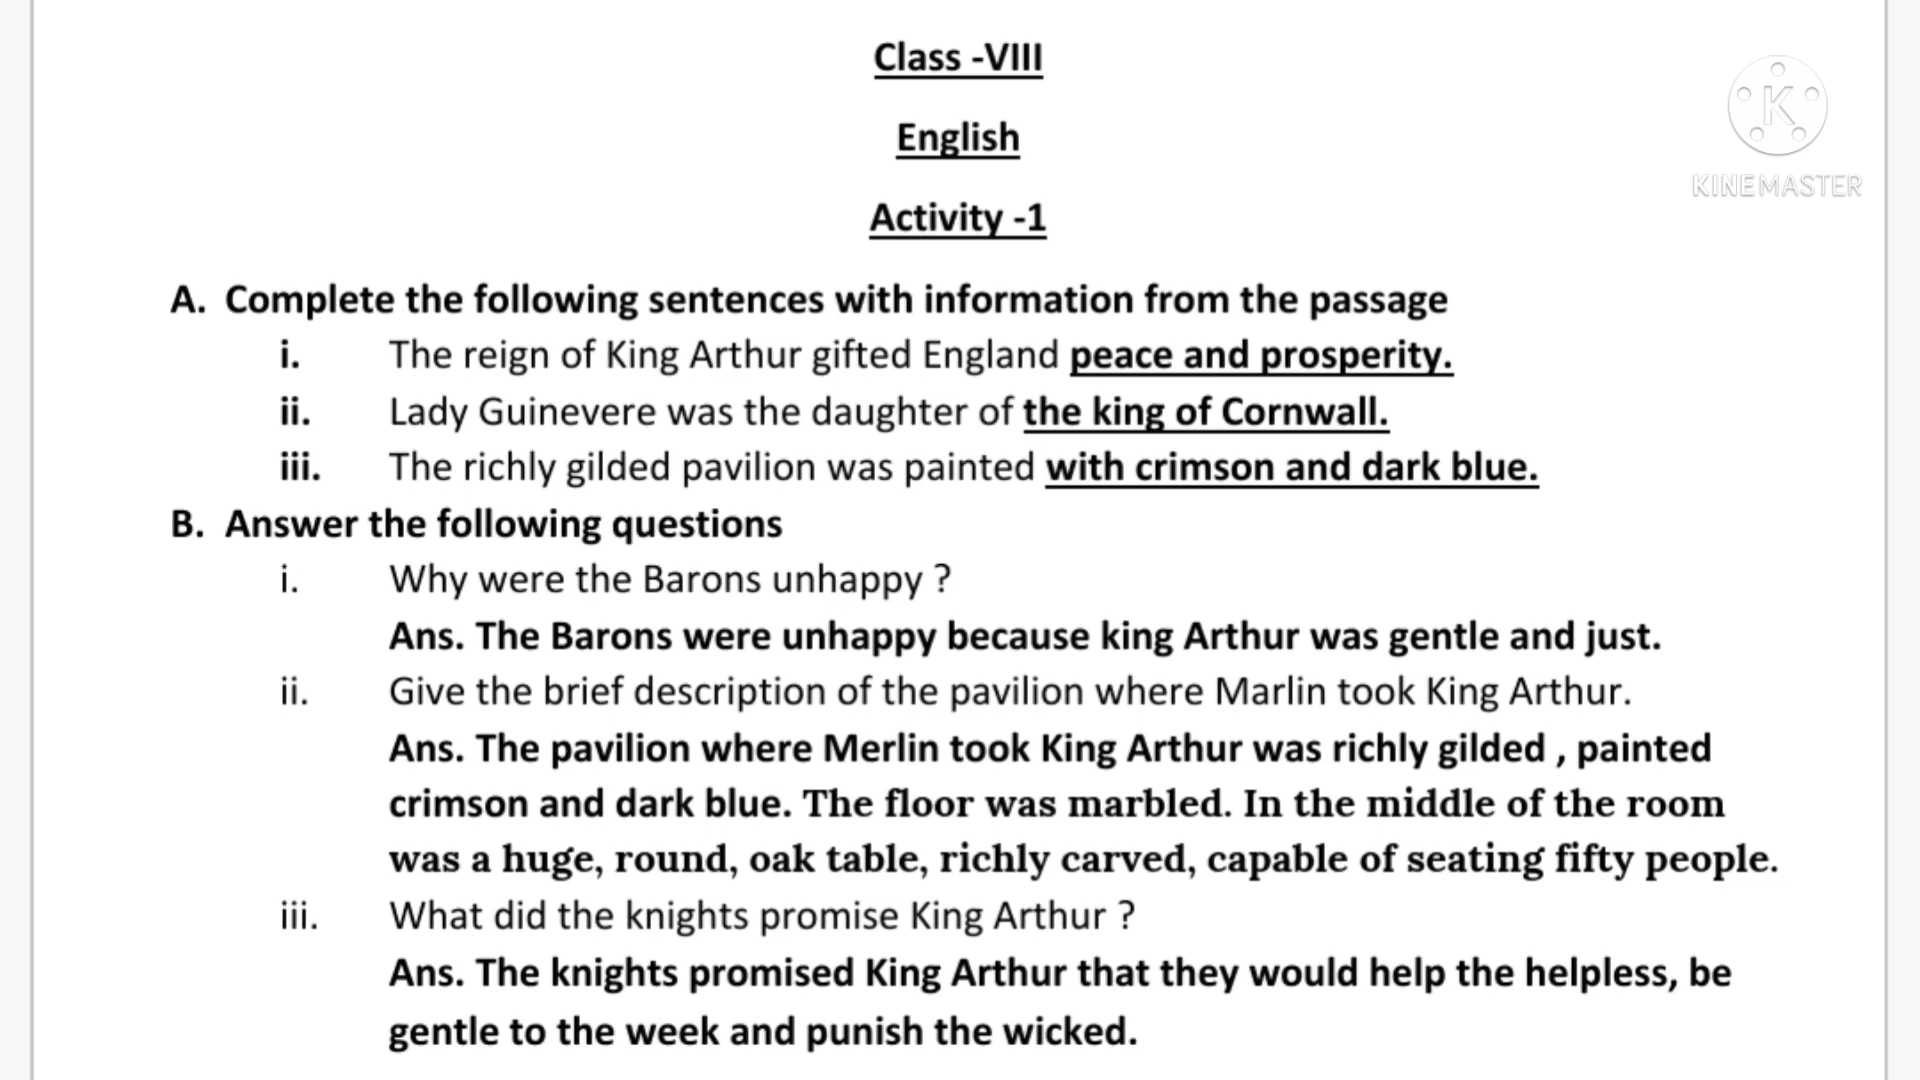 Class -VIII
English
Activity -1
K
KINEMASTER
A. Complete the following sentences with information from the passage
i. The reign of King Arthur gifted England peace and prosperity.
ii. Lady Guinevere was the daughter of the king of Cornwall.
iii. The richly gilded pavilion was painted with crimson and dark blue.
B. Answer the following questions
i. Why were the Barons unhappy ?
Ans. The Barons were unhappy because king Arthur was gentle and just.
ii. Give the brief description of the pavilion where Marlin took King Arthur.
Ans. The pavilion where Merlin took King Arthur was richly gilded , painted
crimson and dark blue. The floor was marbled. In the middle of the room
was a huge, round, oak table, richly carved, capable of seating fifty people.
iii. What did the knights promise King Arthur ?
Ans. The knights promised King Arthur that they would help the helpless, be
gentle to the week and punish the wicked.